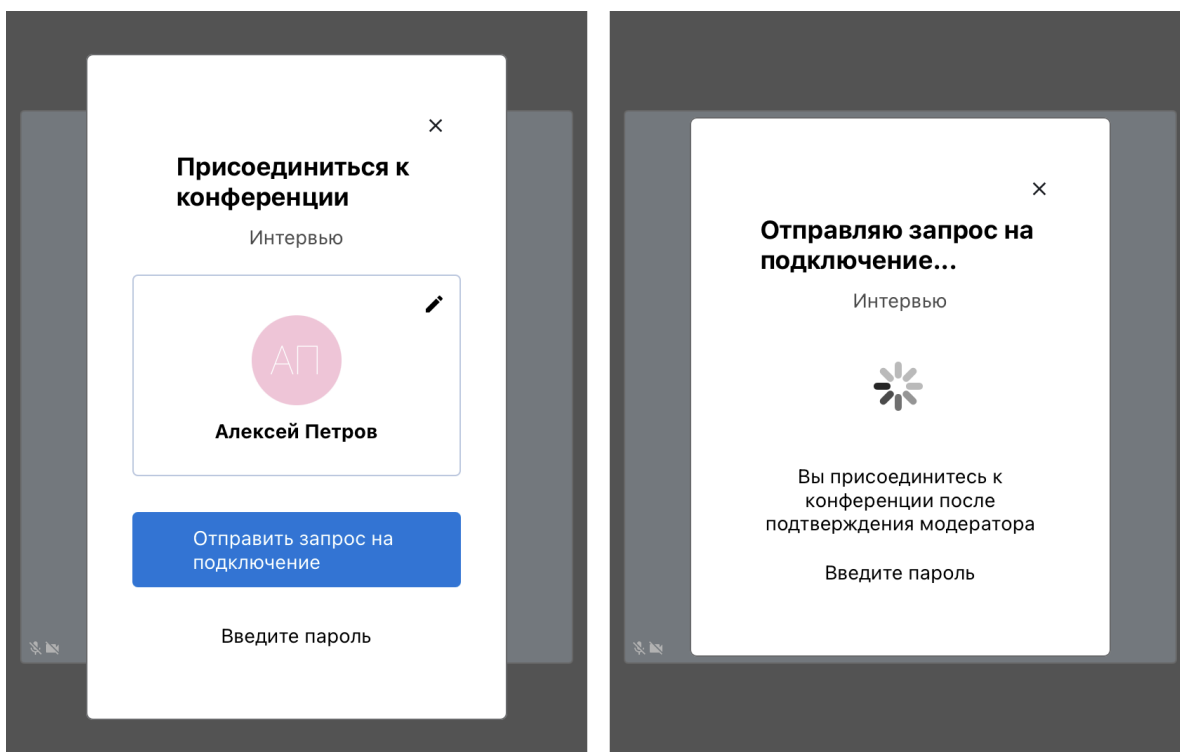 Присоединиться к
конференции
Интервью
АП
Алексей Петров
Отправить запрос на
подключение
Введите пароль
Отправляю запрос на
подключение...
Интервью
Вы присоединитесь к
конференции после
подтверждения модератора
Введите пароль